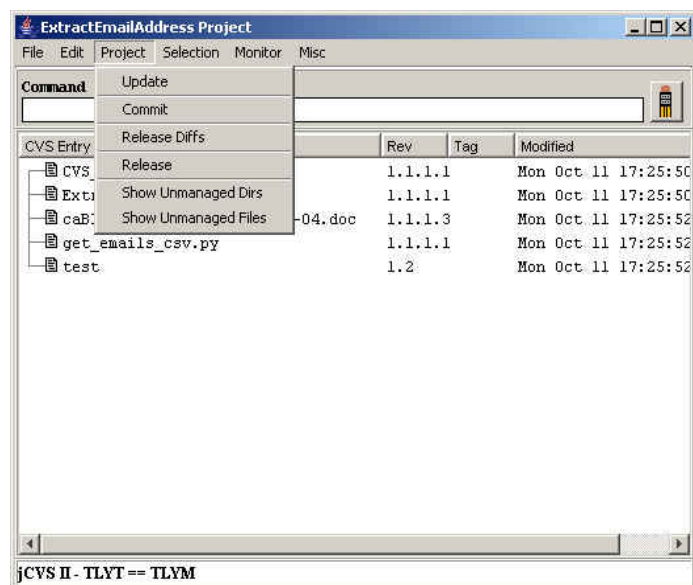 ExtractEmailAddress Project
File Edit Project Selection Monitor Misc
Command
Update
Commit
Release Diffs
Release
Show Unmanaged Dirs
Show Unmanaged Files
CVS Entry Rev Tag Modified
CVS_ 1.1.1.1 Mon Oct 11 17:25:50
Extr 1.1.1.1 Mon Oct 11 17:25:50
caBI -04.doc 1.1.1.3 Mon Oct 11 17:25:52
get_emails_csv.py 1.1.1.1 Mon Oct 11 17:25:52
test 1.2 Mon Oct 11 17:25:52
jCVS II - TLYT == TLYM